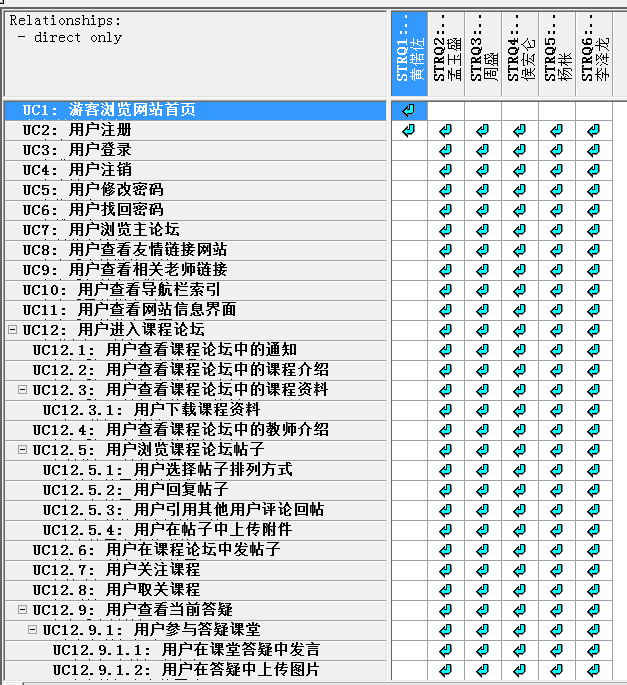 Relationships:
- direct only
STRQ1:..
黄偌佐
STRQ2:..
孟玉盛
STRQ3:..
周盛
STRQ4:..
侯宏仑
STRQ5:..
杨枨
STRQ6:..
李泽龙
UC1: 游客浏览网站首页
UC2: 用户注册
UC3: 用户登录
UC4: 用户注销
UC5: 用户修改密码
UC6: 用户找回密码
UC7: 用户浏览主论坛
UC8: 用户查看友情链接网站
UC9: 用户查看相关老师链接
UC10: 用户查看导航栏索引
UC11: 用户查看网站信息界面
UC12: 用户进入课程论坛
UC12.1: 用户查看课程论坛中的通知
UC12.2: 用户查看课程论坛中的课程介绍
UC12.3: 用户查看课程论坛中的课程资料
UC12.3.1: 用户下载课程资料
UC12.4: 用户查看课程论坛中的教师介绍
UC12.5: 用户浏览课程论坛帖子
UC12.5.1: 用户选择帖子排列方式
UC12.5.2: 用户回复帖子
UC12.5.3: 用户引用其他用户评论回帖
UC12.5.4: 用户在帖子中上传附件
UC12.6: 用户在课程论坛中发帖子
UC12.7: 用户关注课程
UC12.8: 用户取关课程
UC12.9: 用户查看当前答疑
UC12.9.1: 用户参与答疑课堂
UC12.9.1.1: 用户在课堂答疑中发言
UC12.9.1.2: 用户在答疑中上传图片